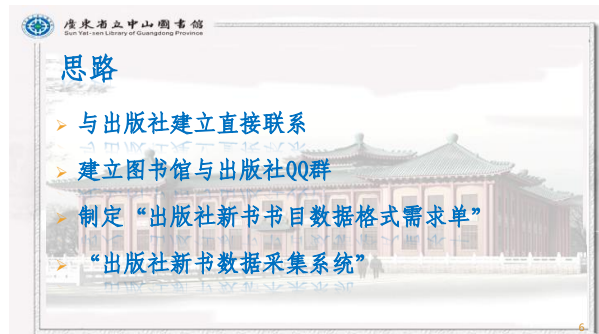 廣東省立中山圖書館
Sun Yat-sen Library of Guangdong Province
思路
与出版社建立直接联系
建立图书馆与出版社QQ群
制定“出版社新书书目数据格式需求单”
“出版社新书数据采集系统”
6